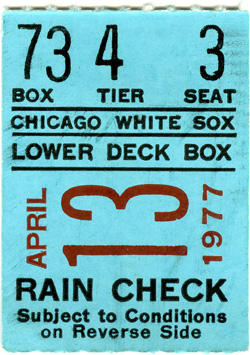 73 4 3
BOX TIER SEAT
CHICAGO WHITE SOX
LOWER DECK BOX
APRIL 13 1977
RAIN CHECK
Subject to Conditions
on Reverse Side